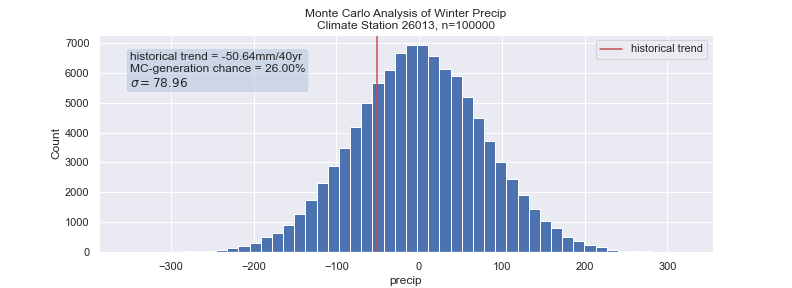 Monte Carlo Analysis of Winter Precip
Climate Station 26013, n=100000
historical trend = -50.64mm/40yr
MC-generation chance = 26.00%
σ = 78.96
historical trend
7000
6000
5000
4000
3000
2000
1000
0
Count
−300
−200
−100
0
100
200
300
precip